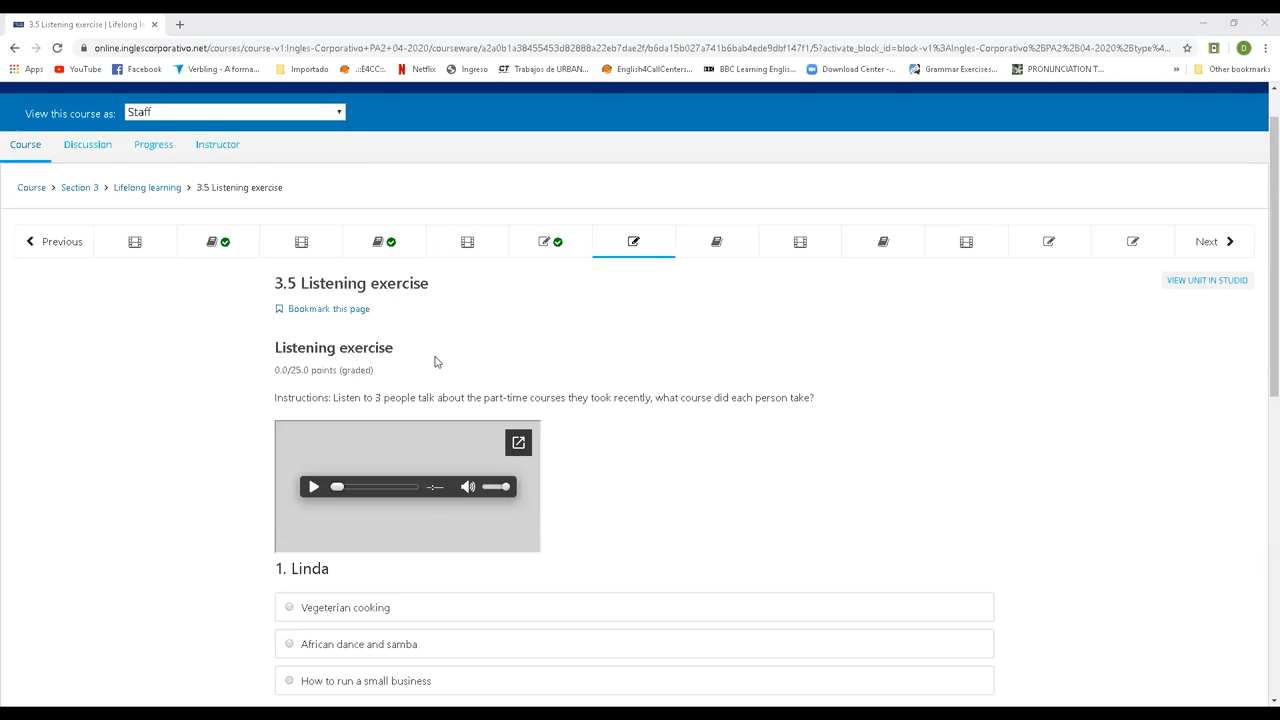 3.5 Listening exercise | Lifelong l
online.inglescorporativo.net/courses/course-v1:Ingles-Corporativo+PA2+04-2020/courseware/a2a0b1a38455453d82888a22eb7dae2f/b6da15b027a741b6bab4ede9dbf147f1/5?activate_block_id=block-v1%3AIngles-Corporativo%2BPA2%2B04-2020%2Btype%4...
D
Apps YouTube Facebook Verbling - A forma... Importado .::E4CC::. Netflix Ingreso Trabajos de URBAN... English4CallCenters... BBC Learning English... Download Center -... Grammar Exercises... PRONUNCIATION T... » Other bookmarks
View this course as: Staff
Course Discussion Progress Instructor
Course > Section 3 > Lifelong learning > 3.5 Listening exercise
Previous Next
3.5 Listening exercise
VIEW UNIT IN STUDIO
Bookmark this page
Listening exercise
0.0/25.0 points (graded)
Instructions: Listen to 3 people talk about the part-time courses they took recently, what course did each person take?
--:--
1. Linda
Vegeterian cooking
African dance and samba
How to run a small business